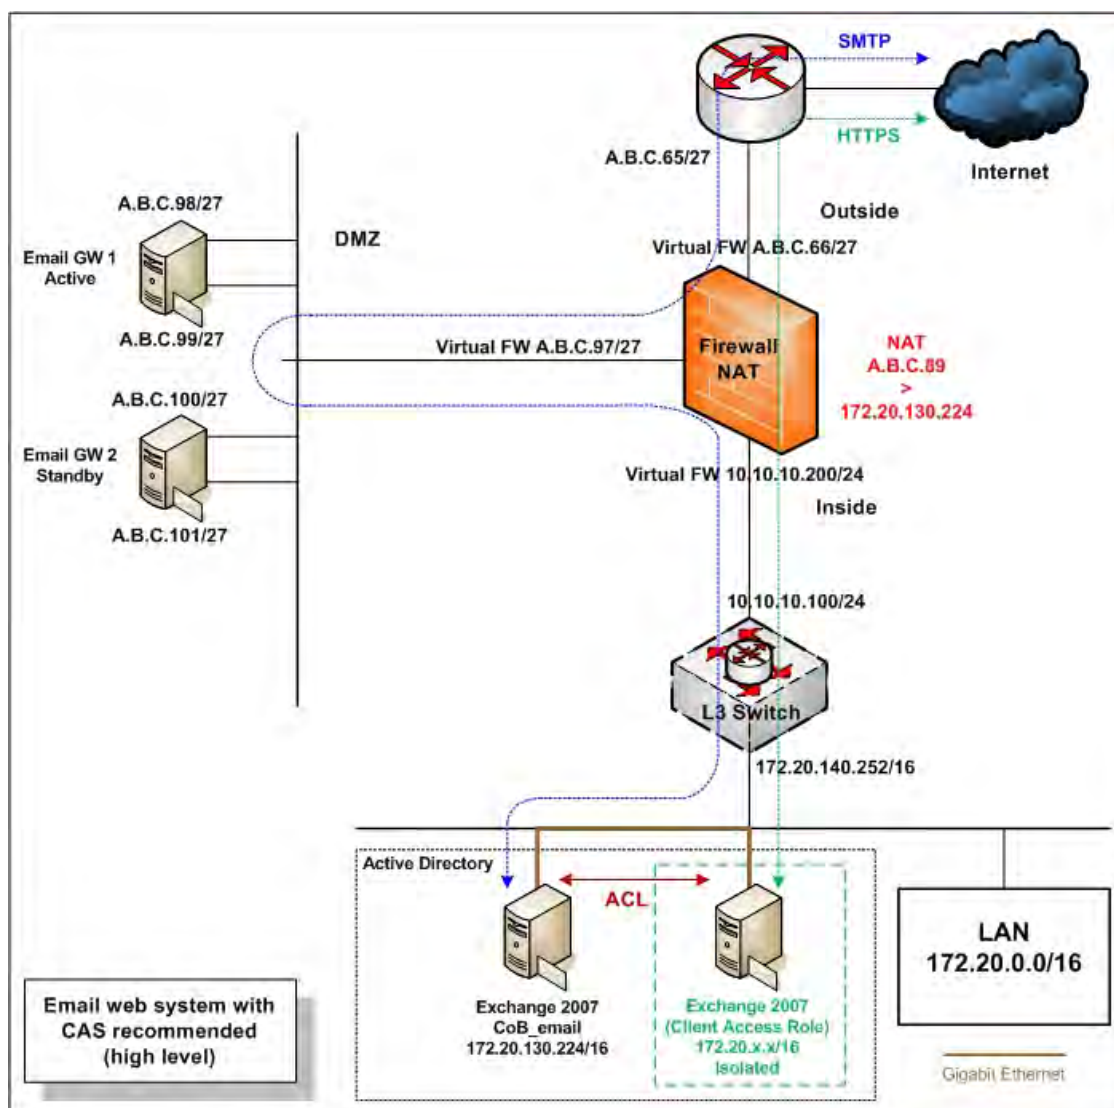 SMTP
HTTPS
Internet
A.B.C.65/27
Outside
Virtual FW A.B.C.66/27
A.B.C.98/27
Email GW 1
Active
A.B.C.99/27
DMZ
Virtual FW A.B.C.97/27
Firewall
NAT
NAT
A.B.C.89
>
172.20.130.224
A.B.C.100/27
Email GW 2
Standby
A.B.C.101/27
Virtual FW 10.10.10.200/24
Inside
10.10.10.100/24
L3 Switch
172.20.140.252/16
Active Directory
ACL
Exchange 2007
CoB_email
172.20.130.224/16
Exchange 2007
(Client Access Role)
172.20.x.x/16
Isolated
LAN
172.20.0.0/16
Email web system with
CAS recommended
(high level)
Gigabit Ethernet